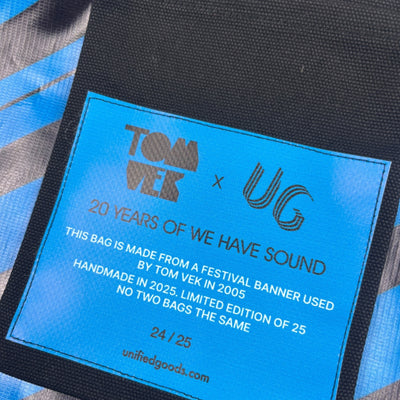 TOM
VEK
x
UG
20 YEARS OF WE HAVE SOUND
THIS BAG IS MADE FROM A FESTIVAL BANNER USED
BY TOM VEK IN 2005
HANDMADE IN 2025. LIMITED EDITION OF 25
NO TWO BAGS THE SAME
24 / 25
unifiedgoods.com